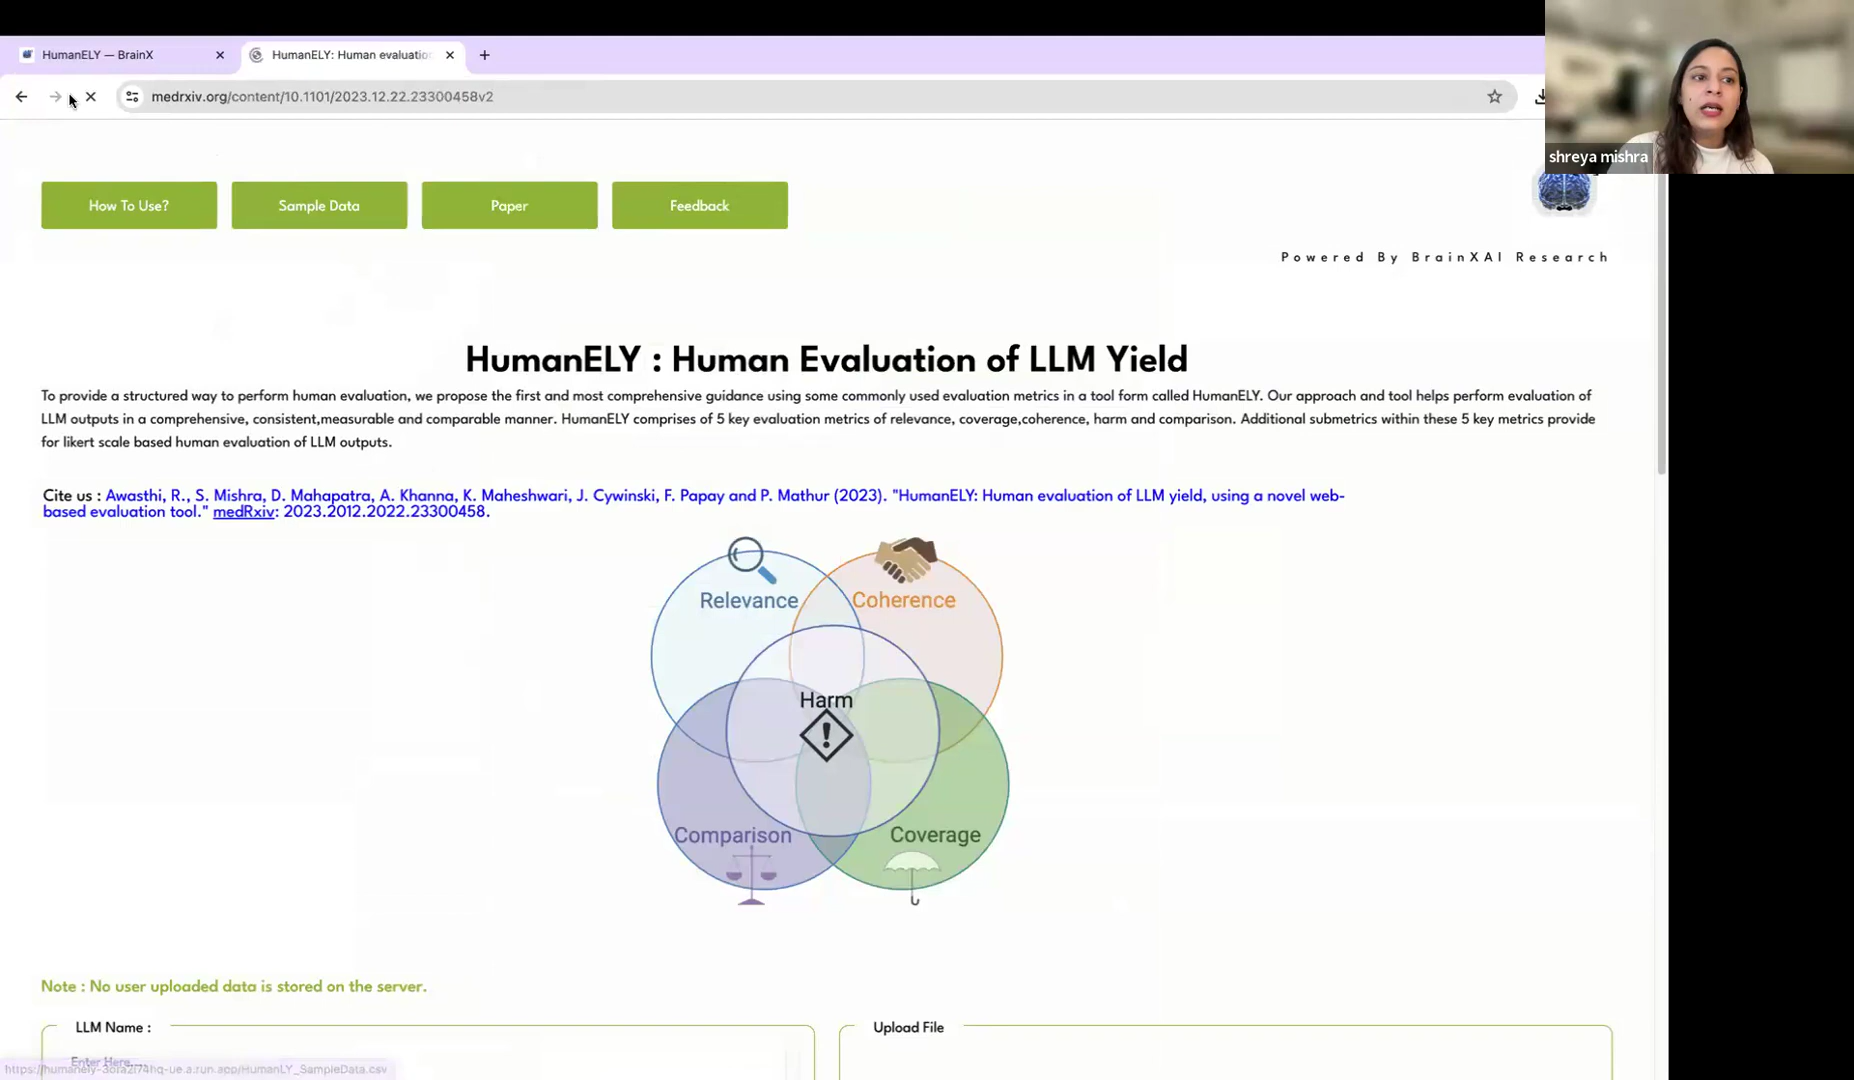 HumanELY — BrainX
HumanELY: Human evaluation
medrxiv.org/content/10.1101/2023.12.22.23300458v2
shreya mishra
How To Use?
Sample Data
Paper
Feedback
Powered By BrainXAI Research
HumanELY : Human Evaluation of LLM Yield
To provide a structured way to perform human evaluation, we propose the first and most comprehensive guidance using some commonly used evaluation metrics in a tool form called HumanELY. Our approach and tool helps perform evaluation of
LLM outputs in a comprehensive, consistent,measurable and comparable manner. HumanELY comprises of 5 key evaluation metrics of relevance, coverage,coherence, harm and comparison. Additional submetrics within these 5 key metrics provide
for likert scale based human evaluation of LLM outputs.
Cite us : Awasthi, R., S. Mishra, D. Mahapatra, A. Khanna, K. Maheshwari, J. Cywinski, F. Papay and P. Mathur (2023). "HumanELY: Human evaluation of LLM yield, using a novel web-
based evaluation tool." medRxiv: 2023.2012.2022.23300458.
Relevance
Coherence
Harm
Comparison
Coverage
Note : No user uploaded data is stored on the server.
LLM Name :
Upload File
Enter Here....